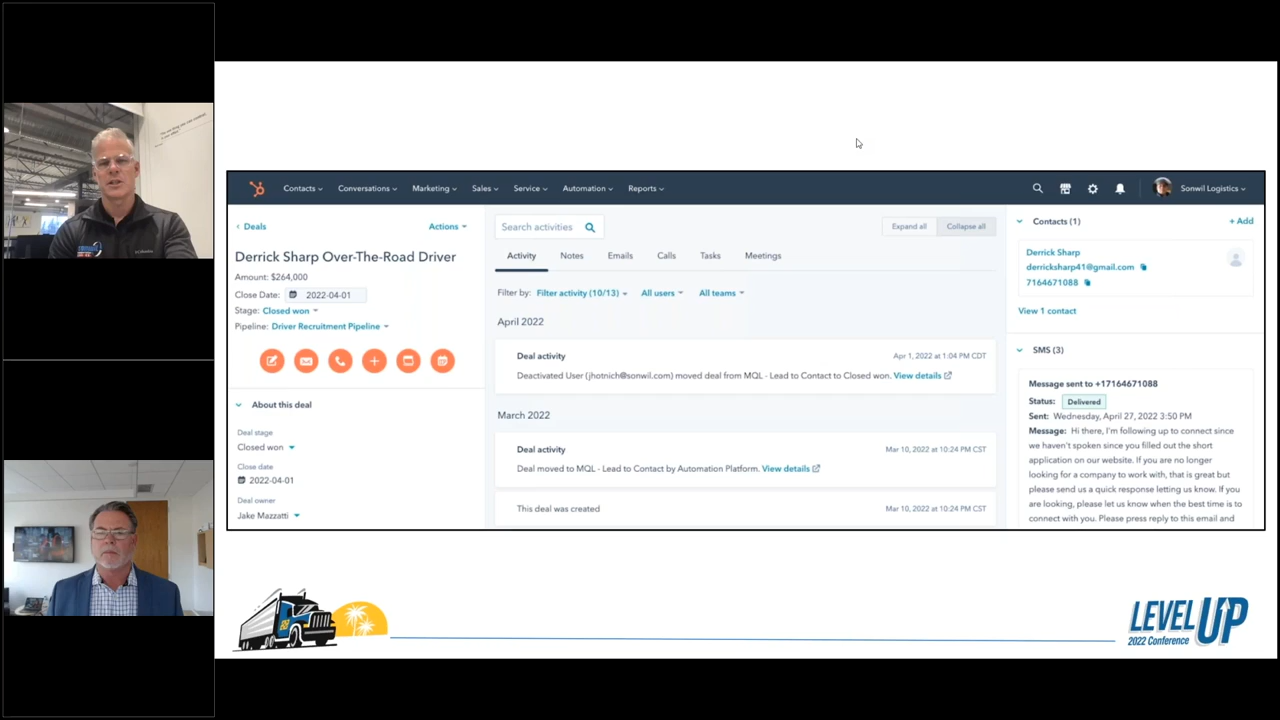 Contacts Conversations Marketing Sales Service Automation Reports Sonwil Logistics
Deals Actions
Derrick Sharp Over-The-Road Driver
Amount: $264,000
Close Date: 2022-04-01
Stage: Closed won
Pipeline: Driver Recruitment Pipeline
About this deal
Deal stage
Closed won
Close date
2022-04-01
Deal owner
Jake Mazzatti
Search activities Expand all Collapse all
Activity Notes Emails Calls Tasks Meetings
Filter by: Filter activity (10/13) All users All teams
April 2022
Deal activity Apr 1, 2022 at 1:04 PM CDT
Deactivated User (jhotnich@sonwil.com) moved deal from MQL - Lead to Contact to Closed won. View details
March 2022
Deal activity Mar 10, 2022 at 10:24 PM CST
Deal moved to MQL - Lead to Contact by Automation Platform. View details
This deal was created Mar 10, 2022 at 10:24 PM CST
Contacts (1) + Add
Derrick Sharp
derricksharp41@gmail.com
7164671088
View 1 contact
SMS (3)
Message sent to +17164671088
Status: Delivered
Sent: Wednesday, April 27, 2022 3:50 PM
Message: Hi there, I'm following up to connect since
we haven't spoken since you filled out the short
application on our website. If you are no longer
looking for a company to work with, that is great but
please send us a quick response letting us know. If you
are looking, please let us know when the best time is to
connect with you. Please press reply to this email and
LEVEL UP
2022 Conference